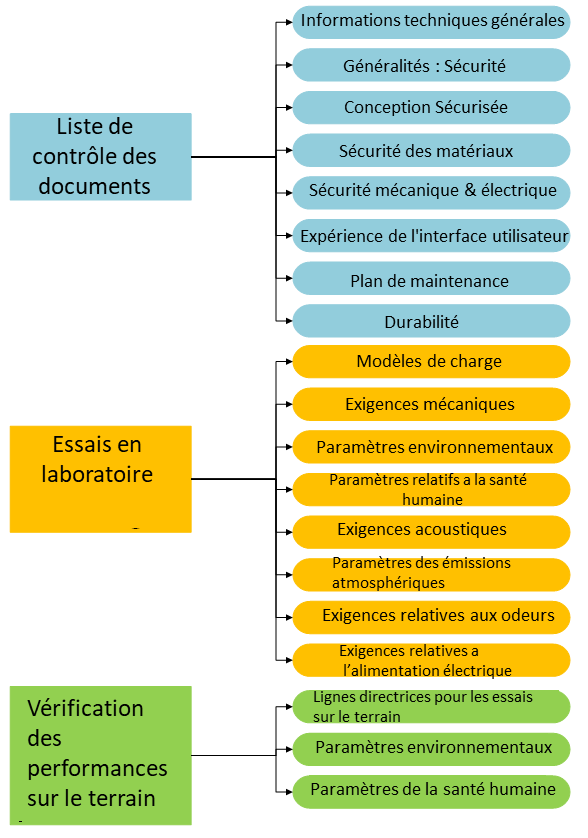 Liste de
contrôle des
documents
Informations techniques générales
Généralités : Sécurité
Conception Sécurisée
Sécurité des matériaux
Sécurité mécanique & électrique
Expérience de l'interface utilisateur
Plan de maintenance
Durabilité
Essais en
laboratoire
Modèles de charge
Exigences mécaniques
Paramètres environnementaux
Paramètres relatifs a la santé
humaine
Exigences acoustiques
Paramètres des émissions
atmosphériques
Exigences relatives aux odeurs
Exigences relatives a
l’alimentation électrique
Vérification
des
performances
sur le terrain
Lignes directrices pour les essais
sur le terrain
Paramètres environnementaux
Paramètres de la santé humaine